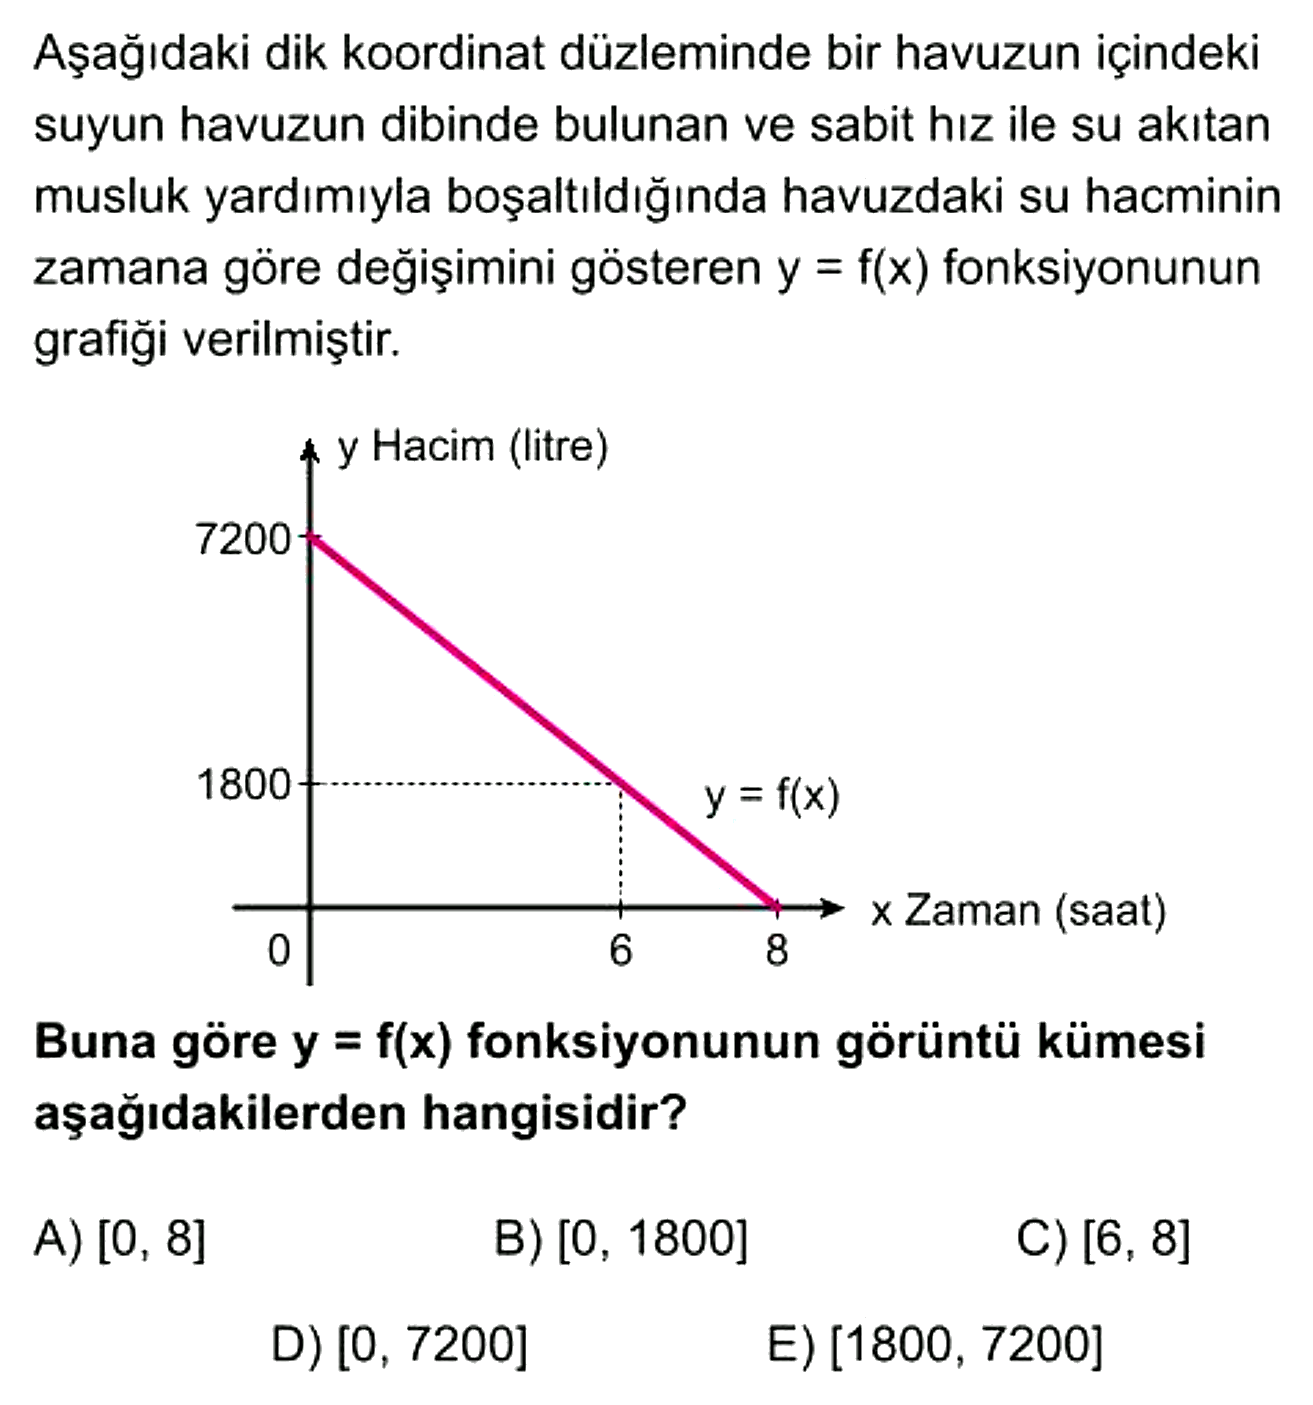 Aşağıdaki dik koordinat düzleminde bir havuzun içindeki
suyun havuzun dibinde bulunan ve sabit hız ile su akıtan
musluk yardımıyla boşaltıldığında havuzdaki su hacminin
zamana göre değişimini gösteren y = f(x) fonksiyonunun
grafiği verilmiştir.
y Hacim (litre)
7200
1800
y = f(x)
x Zaman (saat)
0 6 8
Buna göre y = f(x) fonksiyonunun görüntü kümesi
aşağıdakilerden hangisidir?
A) [0, 8] B) [0, 1800] C) [6, 8]
D) [0, 7200] E) [1800, 7200]